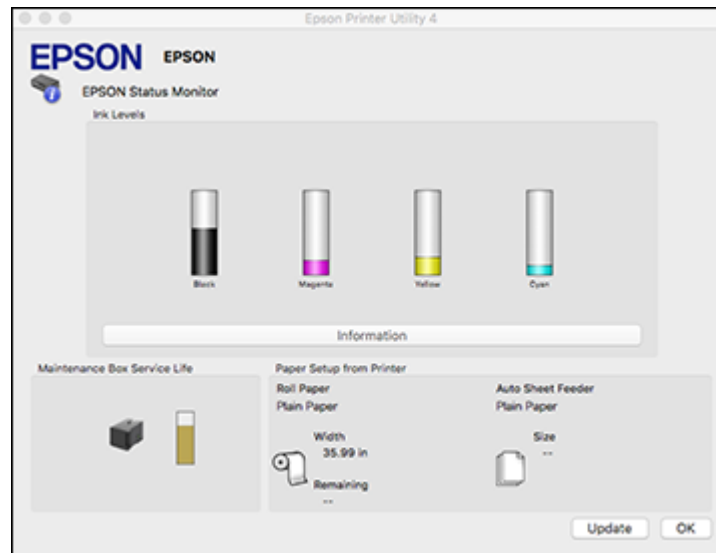 Epson Printer Utility 4
EPSON EPSON
EPSON Status Monitor
Ink Levels
Black Magenta Yellow Cyan
Information
Maintenance Box Service Life
Paper Setup from Printer
Roll Paper
Plain Paper
Width
35.99 in
Remaining
--
Auto Sheet Feeder
Plain Paper
Size
--
Update OK